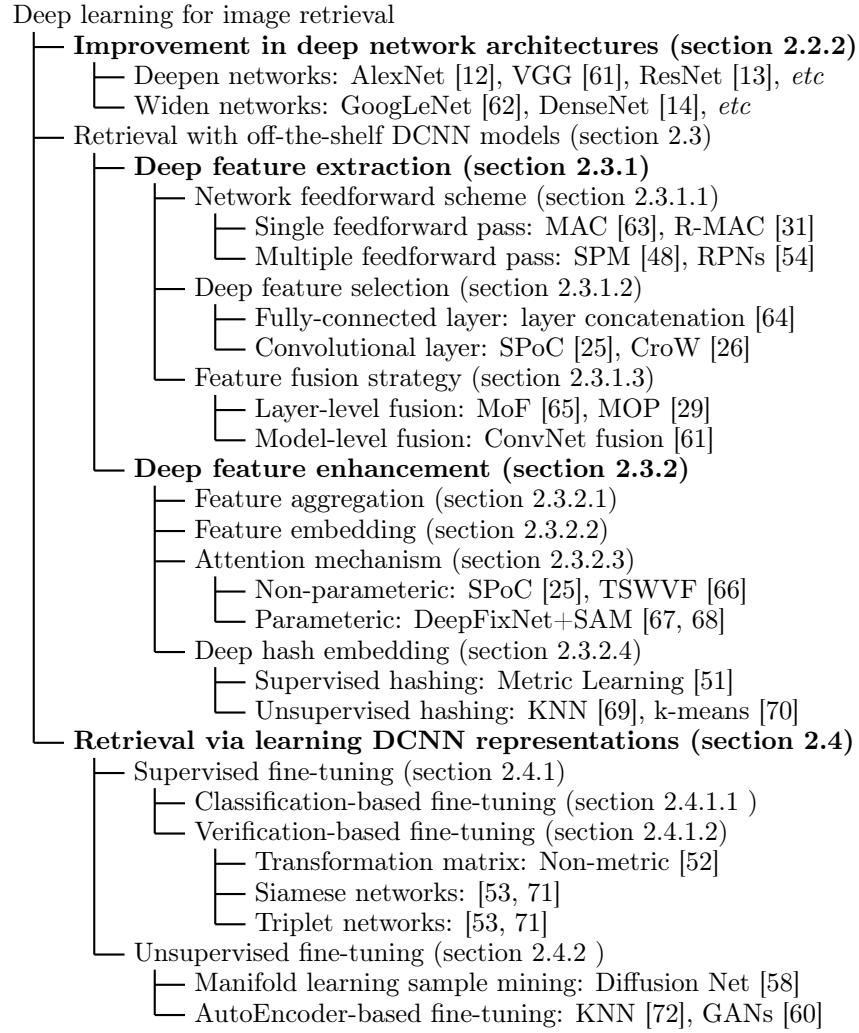 Deep learning for image retrieval
Improvement in deep network architectures (section 2.2.2)
Deepen networks: AlexNet [12], VGG [61], ResNet [13], etc
Widen networks: GoogLeNet [62], DenseNet [14], etc
Retrieval with off-the-shelf DCNN models (section 2.3)
Deep feature extraction (section 2.3.1)
Network feedforward scheme (section 2.3.1.1)
Single feedforward pass: MAC [63], R-MAC [31]
Multiple feedforward pass: SPM [48], RPNs [54]
Deep feature selection (section 2.3.1.2)
Fully-connected layer: layer concatenation [64]
Convolutional layer: SPoC [25], CroW [26]
Feature fusion strategy (section 2.3.1.3)
Layer-level fusion: MoF [65], MOP [29]
Model-level fusion: ConvNet fusion [61]
Deep feature enhancement (section 2.3.2)
Feature aggregation (section 2.3.2.1)
Feature embedding (section 2.3.2.2)
Attention mechanism (section 2.3.2.3)
Non-parameteric: SPoC [25], TSWVF [66]
Parameteric: DeepFixNet+SAM [67, 68]
Deep hash embedding (section 2.3.2.4)
Supervised hashing: Metric Learning [51]
Unsupervised hashing: KNN [69], k-means [70]
Retrieval via learning DCNN representations (section 2.4)
Supervised fine-tuning (section 2.4.1)
Classification-based fine-tuning (section 2.4.1.1 )
Verification-based fine-tuning (section 2.4.1.2)
Transformation matrix: Non-metric [52]
Siamese networks: [53, 71]
Triplet networks: [53, 71]
Unsupervised fine-tuning (section 2.4.2 )
Manifold learning sample mining: Diffusion Net [58]
AutoEncoder-based fine-tuning: KNN [72], GANs [60]